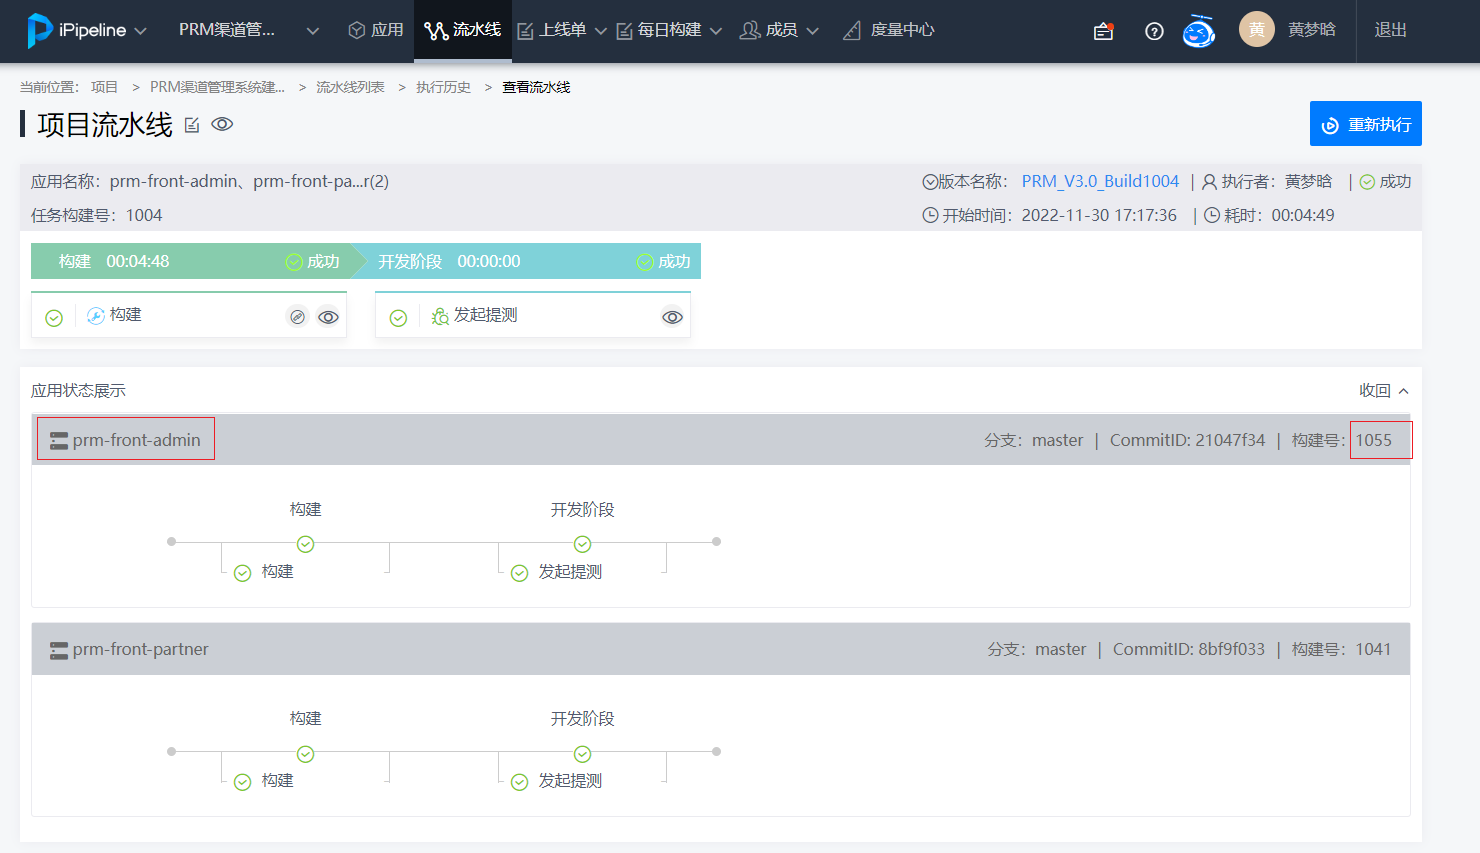 iPipeline PRM渠道管... 应用 流水线 上线单 每日构建 成员 度量中心 黄 黄梦晗 退出
当前位置: 项目 > PRM渠道管理系统建... > 流水线列表 > 执行历史 > 查看流水线
项目流水线
重新执行
应用名称: prm-front-admin、prm-front-pa...r(2)
版本名称: PRM_V3.0_Build1004 | 执行者: 黄梦晗 | 成功
任务构建号: 1004
开始时间: 2022-11-30 17:17:36 | 耗时: 00:04:49
构建 00:04:48 成功 开发阶段 00:00:00 成功
构建 发起提测
应用状态展示 收回
prm-front-admin 分支: master | CommitID: 21047f34 | 构建号: 1055
构建 开发阶段
构建 发起提测
prm-front-partner 分支: master | CommitID: 8bf9f033 | 构建号: 1041
构建 开发阶段
构建 发起提测